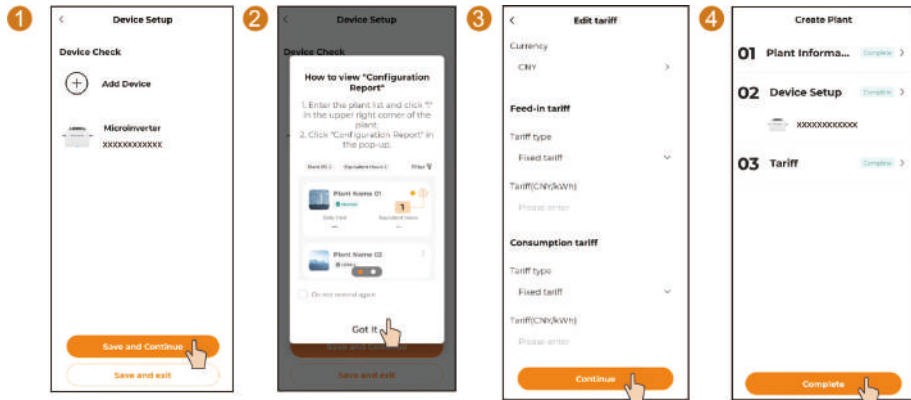 1
Device Setup
Device Check
Add Device
Microinverter
XXXXXXXXXXXX
Save and Continue
Save and exit
2
Device Setup
Device Check
How to view "Configuration
Report"
1. Enter the plant list and click "⋮"
in the upper right corner of the
plant;
2. Click "Configuration Report" in
the pop-up.
Filter
Plant Name 01
1
Plant Name 02
Do not remind again
Got It
Save and Continue
Save and exit
3
Edit tariff
Currency
CNY
Feed-in tariff
Tariff type
Fixed tariff
Tariff(CNY/kWh)
Please enter
Consumption tariff
Tariff type
Fixed tariff
Tariff(CNY/kWh)
Please enter
Continue
4
Create Plant
01 Plant Informa... Complete
02 Device Setup Complete
XXXXXXXXXXXX
03 Tariff Complete
Complete